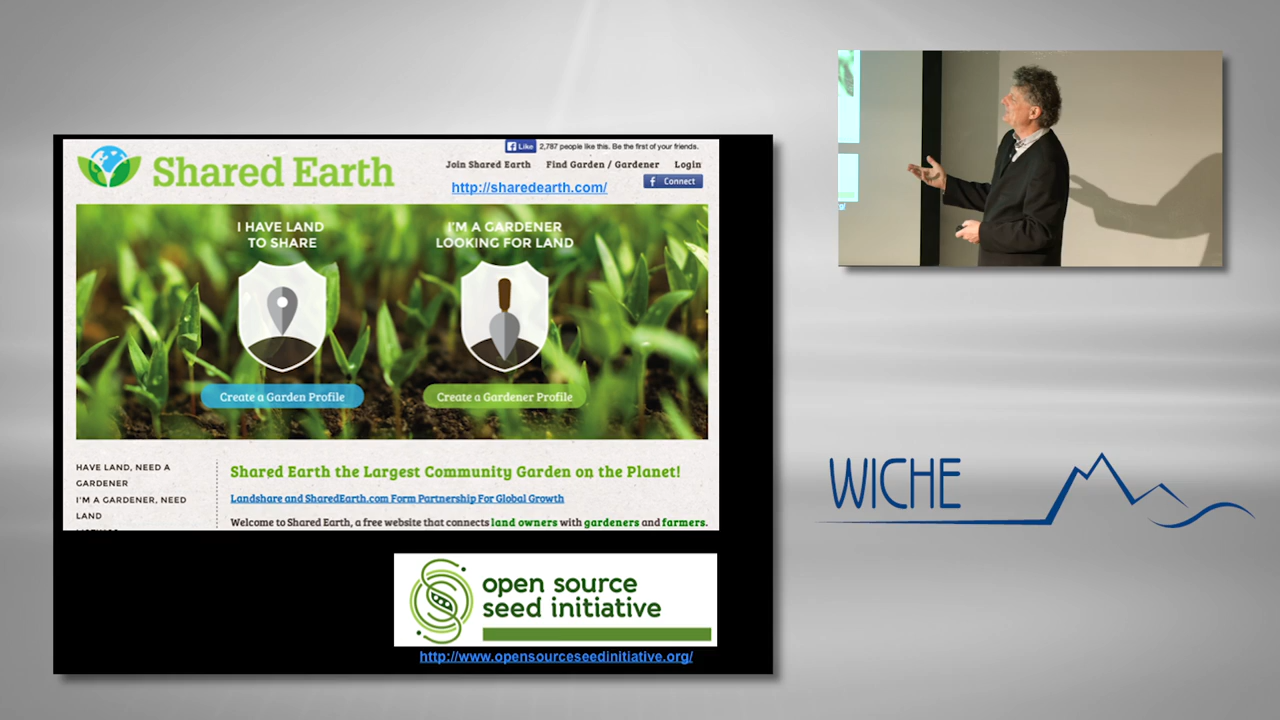 Shared Earth
Like 2,787 people like this. Be the first of your friends.
Join Shared Earth Find Garden / Gardener Login
http://sharedearth.com/
f Connect
I HAVE LAND
TO SHARE
I'M A GARDENER
LOOKING FOR LAND
Create a Garden Profile
Create a Gardener Profile
HAVE LAND, NEED A
GARDENER
I'M A GARDENER, NEED
LAND
Shared Earth the Largest Community Garden on the Planet!
Landshare and SharedEarth.com Form Partnership For Global Growth
Welcome to Shared Earth, a free website that connects land owners with gardeners and farmers.
open source
seed initiative
http://www.opensourceseedinitiative.org/
WICHE